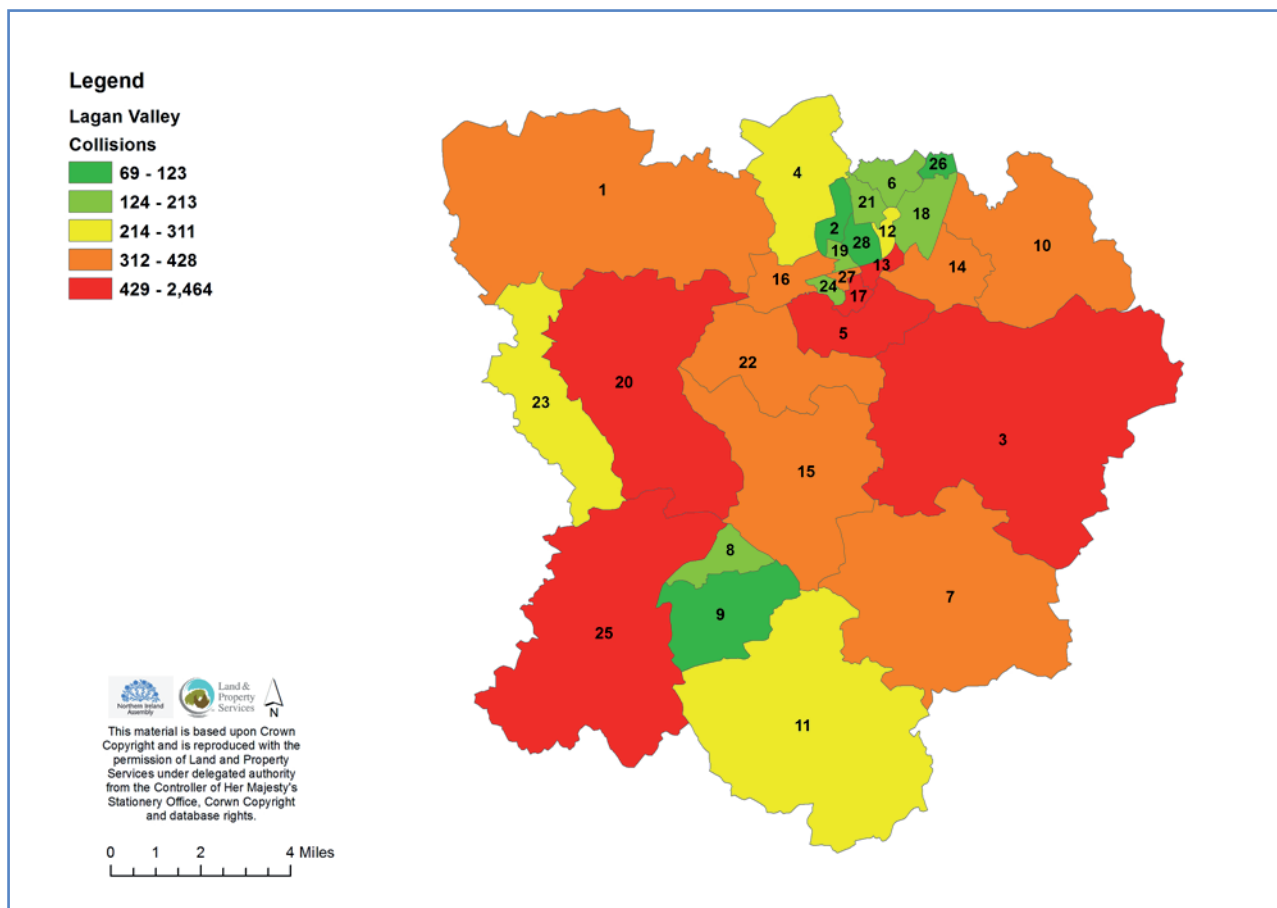 Legend
Lagan Valley
Collisions
69 - 123
124 - 213
214 - 311
312 - 428
429 - 2,464
1
4
26
6
21
18
2
12
10
19
28
13
14
16
27
24
17
5
22
20
23
3
15
8
7
9
25
11
Northern Ireland
Assembly
Land &
Property
Services
N
This material is based upon Crown
Copyright and is reproduced with the
permission of Land and Property
Services under delegated authority
from the Controller of Her Majesty's
Stationery Office, Corwn Copyright
and database rights.
0 1 2 4 Miles